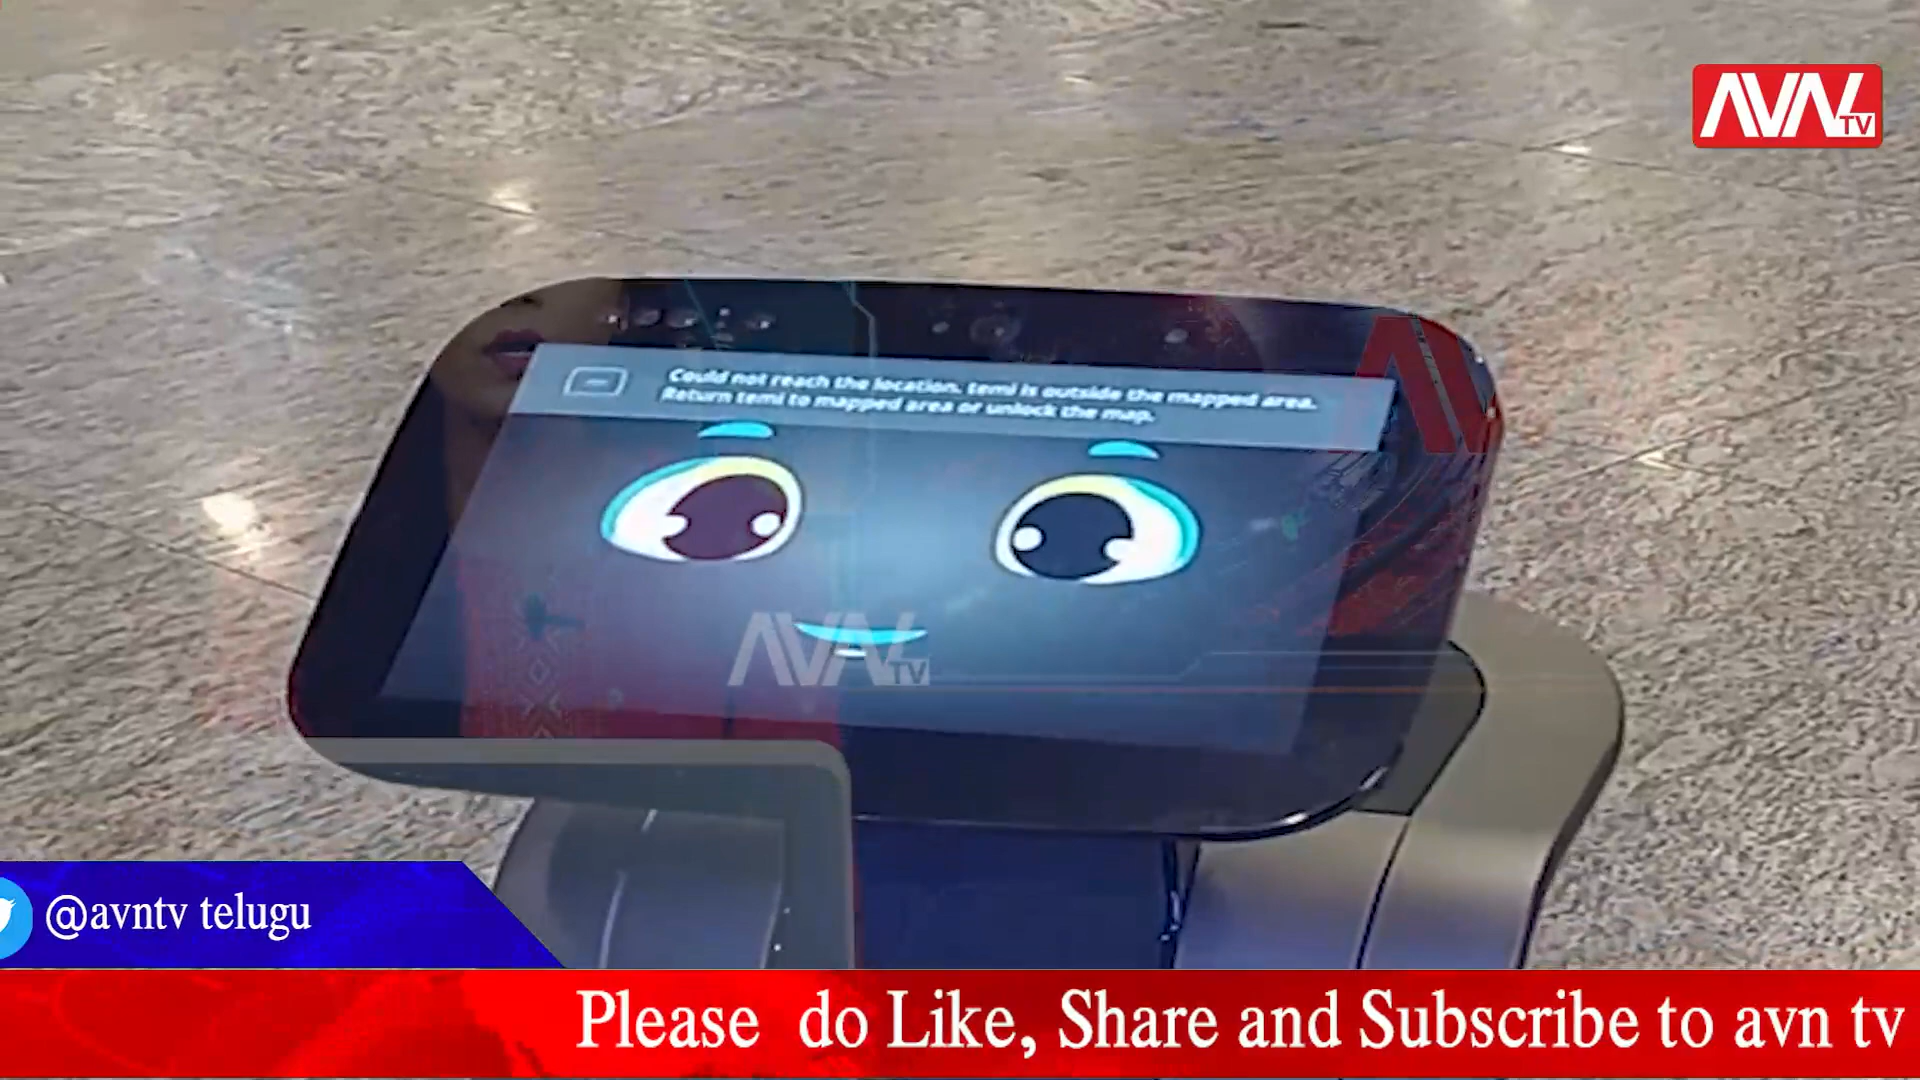 AVN TV
Could not reach the location. temi is outside the mapped area.
Return temi to mapped area or unlock the map.
AVN TV
@avntv telugu
Please do Like, Share and Subscribe to avn tv